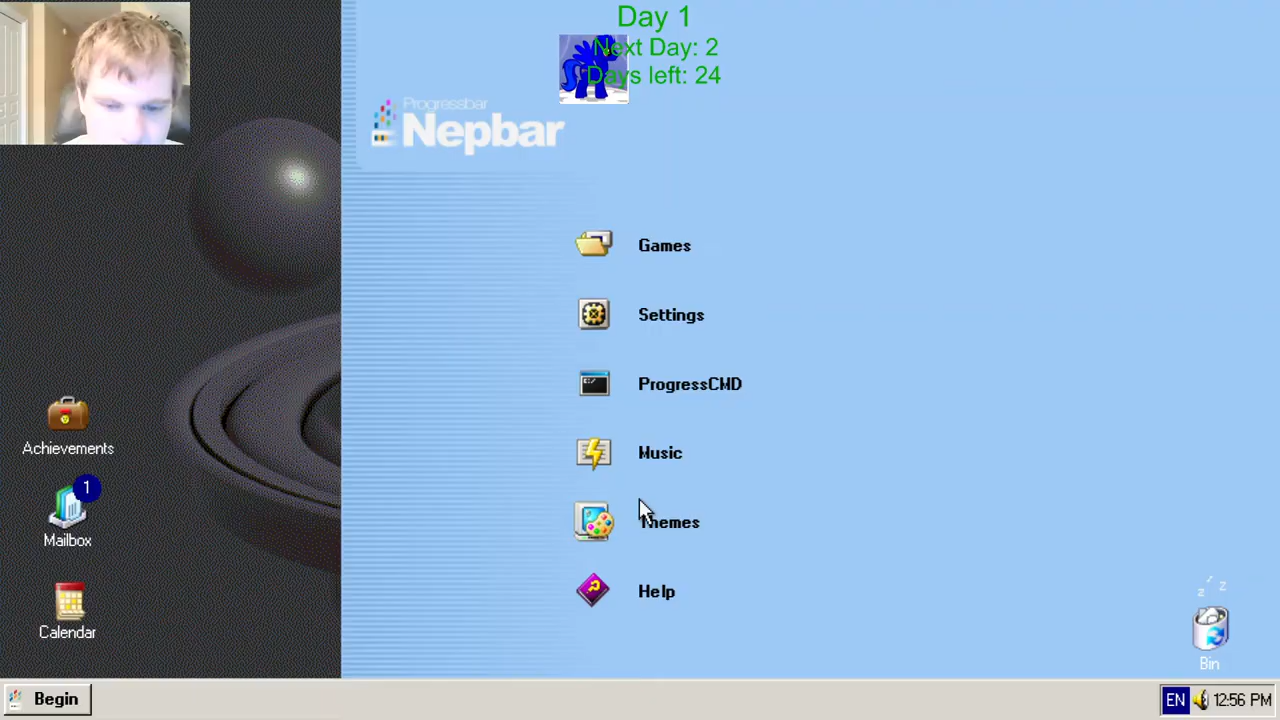 Day 1
Next Day: 2
Days left: 24
Progressbar
Nepbar
Games
Settings
ProgressCMD
Music
Themes
Help
Achievements
1
Mailbox
Calendar
z z
Bin
Begin
EN 12:56 PM